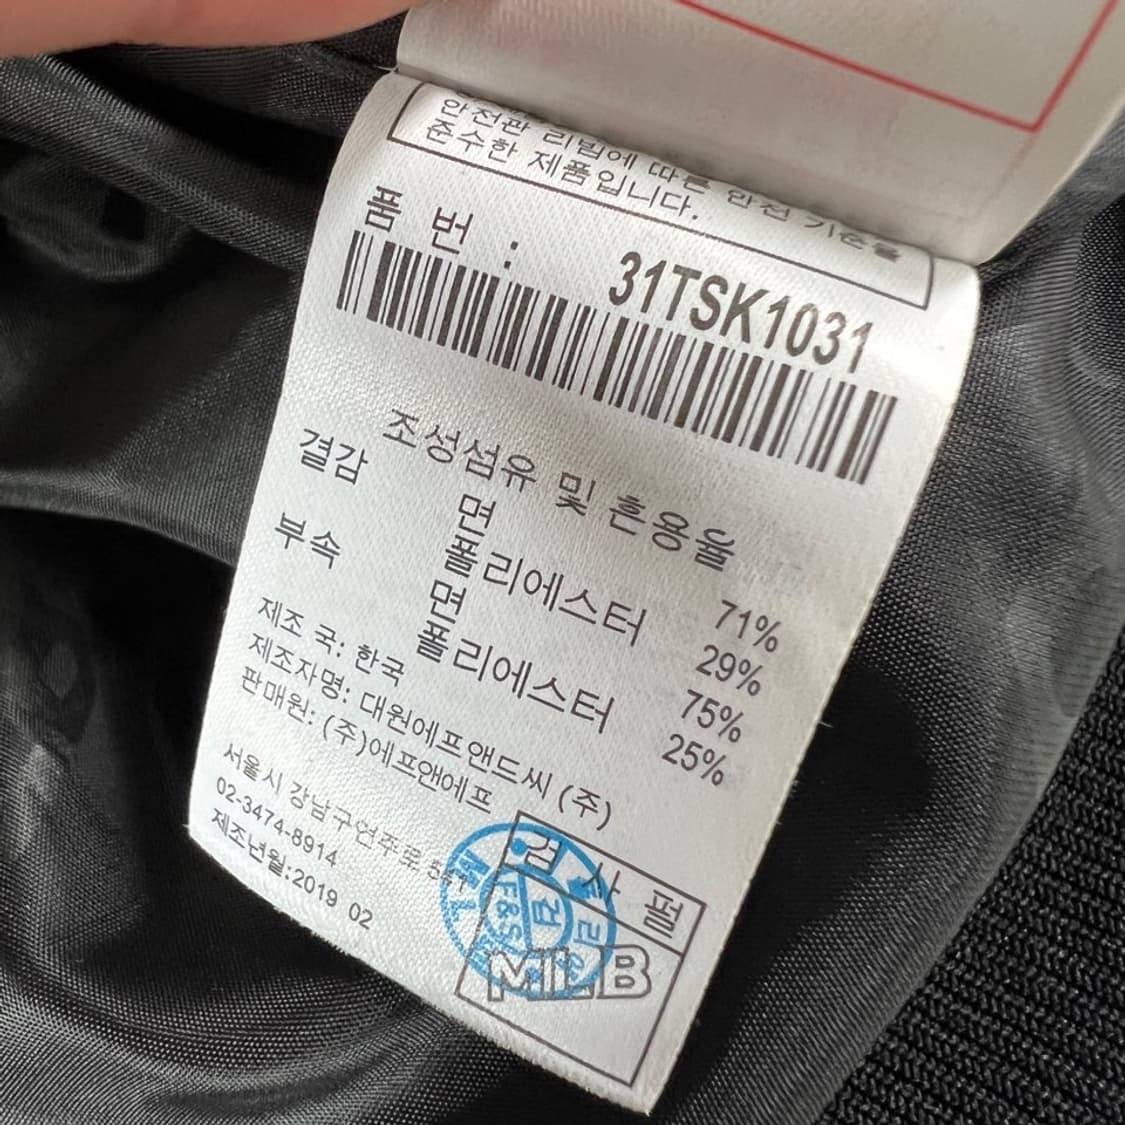 안전관리법에 따른 안전 기준을
준수한 제품입니다.
품 번 : 31TSK1031
조성섬유 및 혼용율
겉감 면 71%
폴리에스터 29%
부속 면 75%
폴리에스터 25%
제조 국: 한국
제조자명: 대원에프앤드씨 (주)
판매원: (주)에프앤에프
서울시 강남구언주로
02-3474-8914
제조년월:2019 02
검 사 필
MLB